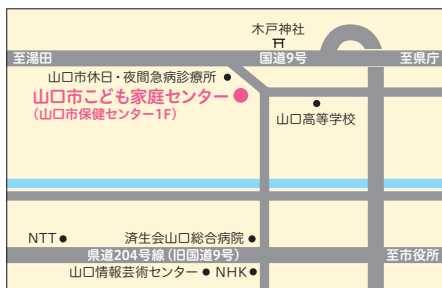 木戸神社
至湯田
国道9号
至県庁
山口市休日・夜間急病診療所
山口市こども家庭センター
(山口市保健センター1F)
山口高等学校
NTT
済生会山口総合病院
県道204号線(旧国道9号)
至市役所
山口情報芸術センター
NHK